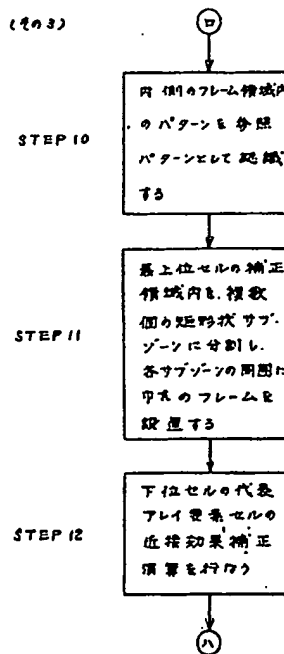 (その3)
ロ
STEP 10
内側のフレーム領域内
のパターンを参照
パターンとして認識
する
STEP 11
最上位セルの補正
領域内を、複数
個の矩形状サブ・
ゾーンに分割し、
各サブゾーンの周囲に
巾πのフレームを
設置する
STEP 12
下位セルの代表
アレイ要素セルの
近接効果補正
演算を行なう
ハ